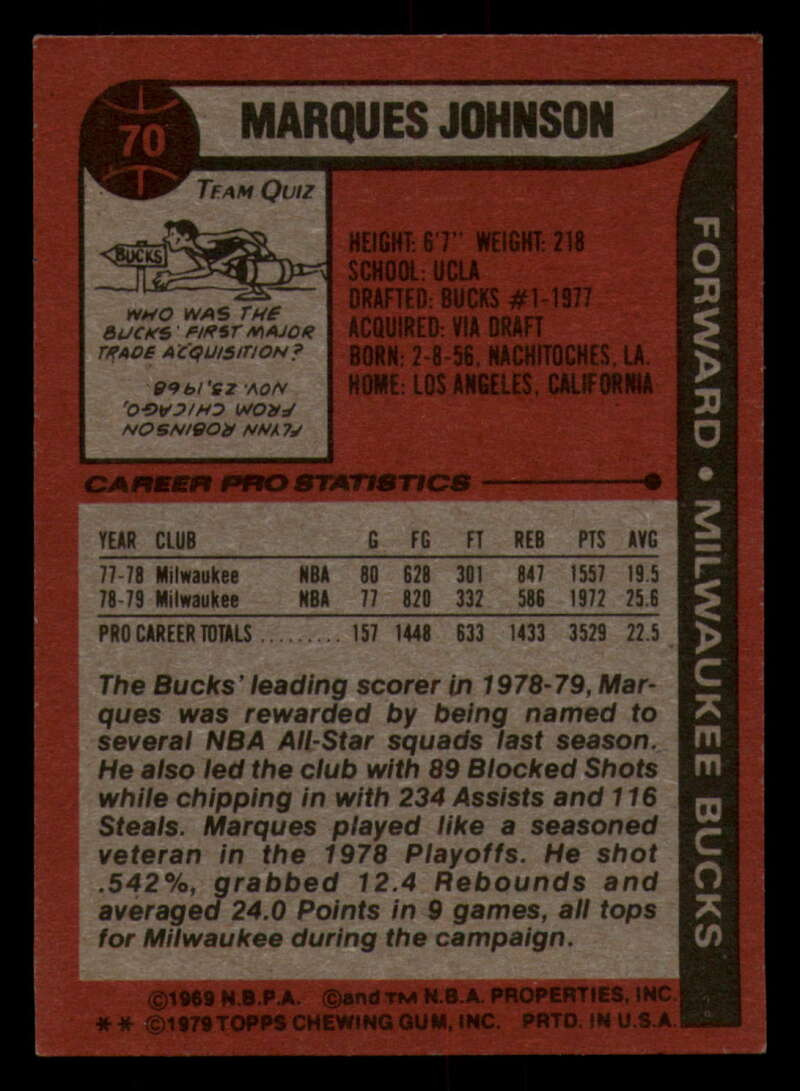 70
MARQUES JOHNSON
FORWARD • MILWAUKEE BUCKS
TEAM QUIZ
BUCKS
WHO WAS THE
BUCKS' FIRST MAJOR
TRADE ACQUISITION?
FLYNN ROBINSON
FROM CHICAGO,
NOV. 25, 1968
HEIGHT: 6'7" WEIGHT: 218
SCHOOL: UCLA
DRAFTED: BUCKS #1-1977
ACQUIRED: VIA DRAFT
BORN: 2-8-56, NACHITOCHES, LA.
HOME: LOS ANGELES, CALIFORNIA
CAREER PRO STATISTICS
YEAR CLUB G FG FT REB PTS AVG
77-78 Milwaukee NBA 80 628 301 847 1557 19.5
78-79 Milwaukee NBA 77 820 332 586 1972 25.6
PRO CAREER TOTALS ......... 157 1448 633 1433 3529 22.5
The Bucks' leading scorer in 1978-79, Mar-
ques was rewarded by being named to
several NBA All-Star squads last season.
He also led the club with 89 Blocked Shots
while chipping in with 234 Assists and 116
Steals. Marques played like a seasoned
veteran in the 1978 Playoffs. He shot
.542%, grabbed 12.4 Rebounds and
averaged 24.0 Points in 9 games, all tops
for Milwaukee during the campaign.
©1969 N.B.P.A. ©and TM N.B.A. PROPERTIES, INC.
** ©1979 TOPPS CHEWING GUM, INC. PRTD. IN U.S.A.